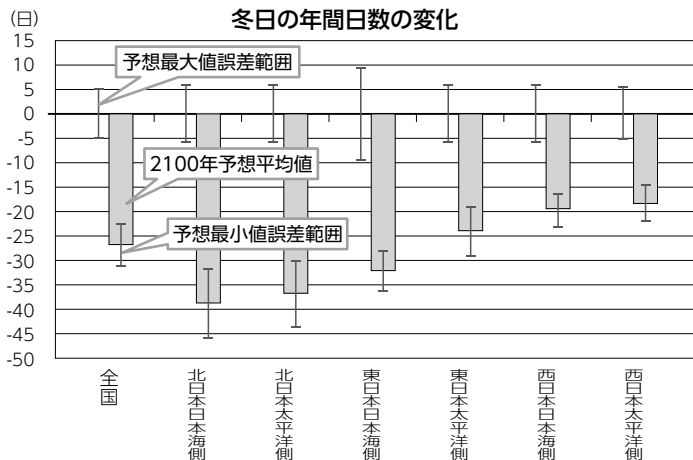 冬日の年間日数の変化
(日)
15
10
5
0
-5
-10
-15
-20
-25
-30
-35
-40
-45
-50
予想最大値誤差範囲
2100年予想平均値
予想最小値誤差範囲
全国
北日本日本海側
北日本太平洋側
東日本日本海側
東日本太平洋側
西日本日本海側
西日本太平洋側